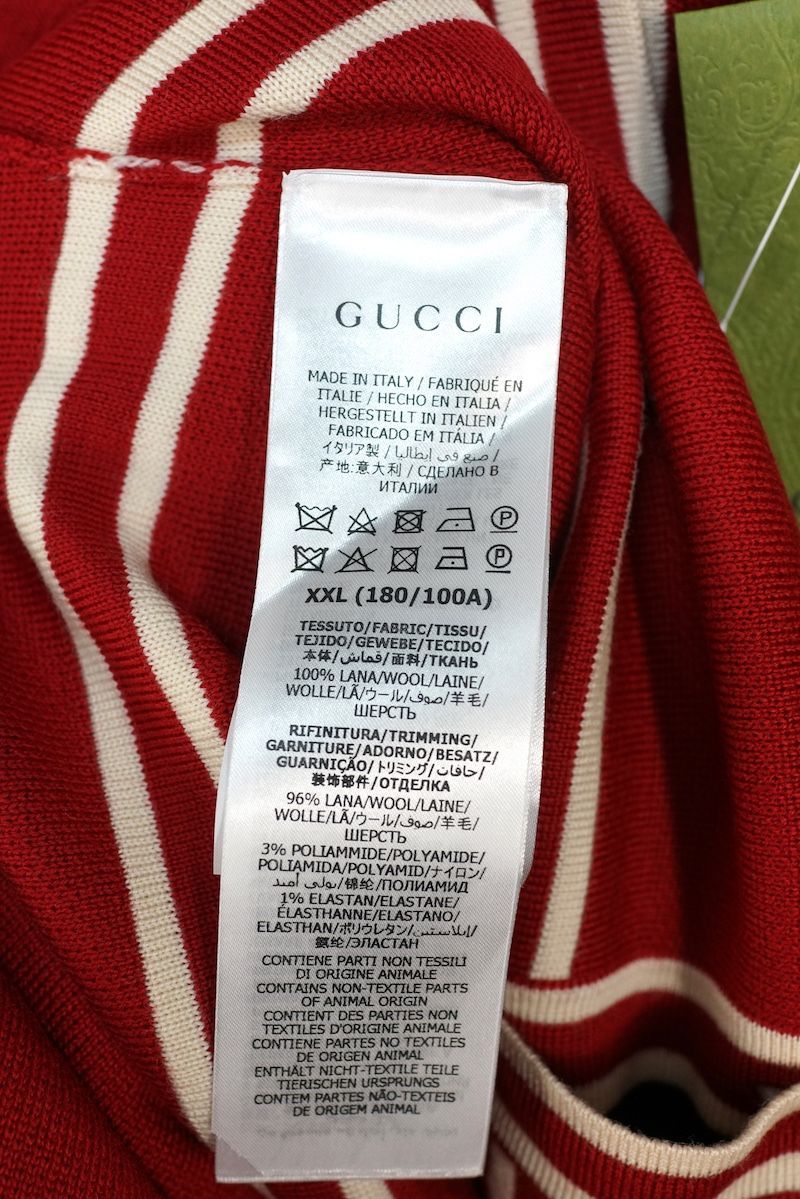 GUCCI
MADE IN ITALY / FABRIQUÉ EN
ITALIE / HECHO EN ITALIA /
HERGESTELLT IN ITALIEN /
FABRICADO EM ITÁLIA /
イタリア製 / صنع في إيطاليا /
产地:意大利 / СДЕЛАНО В
ИТАЛИИ
P
P
XXL (180/100A)
TESSUTO/FABRIC/TISSU/
TEJIDO/GEWEBE/TECIDO/
本体/قماش/面料/ТКАНЬ
100% LANA/WOOL/LAINE/
WOLLE/LÃ/ウール/صوف/羊毛/
ШЕРСТЬ
RIFINITURA/TRIMMING/
GARNITURE/ADORNO/BESATZ/
GUARNIÇÃO/トリミング/حافات/
装饰部件/ОТДЕЛКА
96% LANA/WOOL/LAINE/
WOLLE/LÃ/ウール/صوف/羊毛/
ШЕРСТЬ
3% POLIAMMIDE/POLYAMIDE/
POLIAMIDA/POLYAMID/ナイロン/
بولي أميد/锦纶/ПОЛИАМИД
1% ELASTAN/ELASTANE/
ÉLASTHANNE/ELASTANO/
ELASTHAN/ポリウレタン/إيلاستين/
氨纶/ЭЛАСТАН
CONTIENE PARTI NON TESSILI
DI ORIGINE ANIMALE
CONTAINS NON-TEXTILE PARTS
OF ANIMAL ORIGIN
CONTIENT DES PARTIES NON
TEXTILES D'ORIGINE ANIMALE
CONTIENE PARTES NO TEXTILES
DE ORIGEN ANIMAL
ENTHÄLT NICHT-TEXTILE TEILE
TIERISCHEN URSPRUNGS
CONTEM PARTES NÃO-TEXTEIS
DE ORIGEM ANIMAL